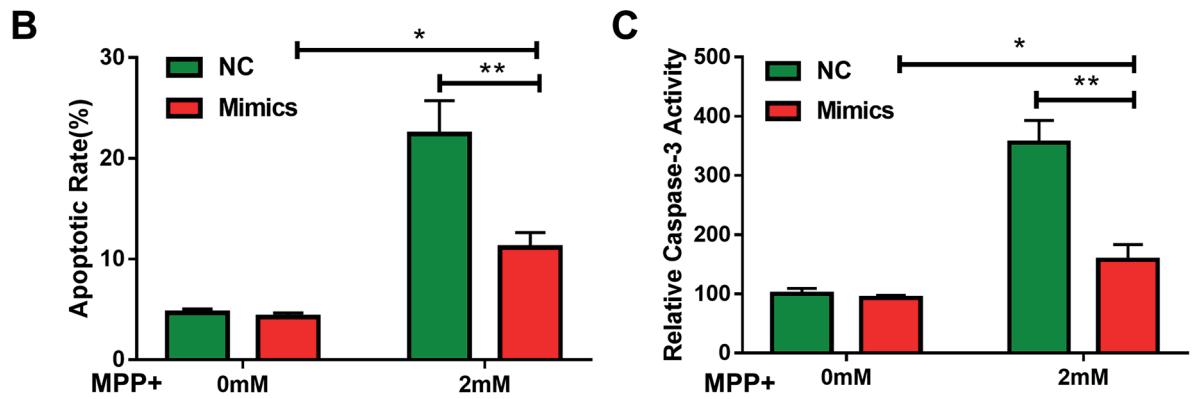 B
*
**
30
20
10
0
Apoptotic Rate(%)
NC
Mimics
MPP+
0mM
2mM
C
*
**
500
400
300
200
100
0
Relative Caspase-3 Activity
NC
Mimics
MPP+
0mM
2mM